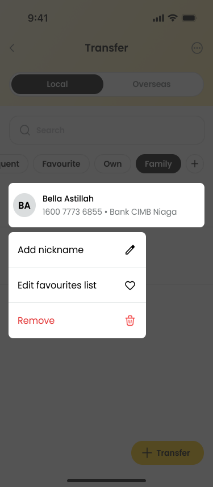 9:41
Transfer
Local Overseas
Search
uent Favourite Own Family +
BA
Bella Astillah
1600 7773 6855 • Bank CIMB Niaga
Add nickname
Edit favourites list
Remove
+ Transfer